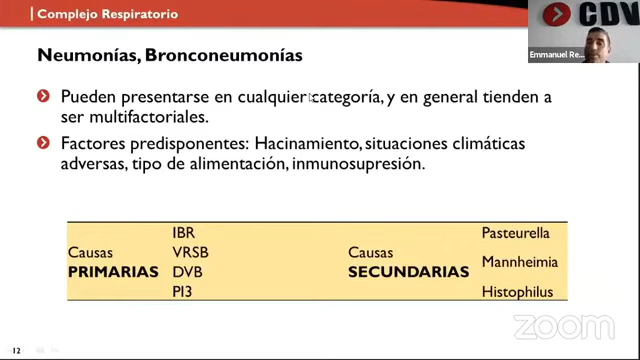 Complejo Respiratorio
CDV
Emmanuel Re...
Neumonías, Bronconeumonías
Pueden presentarse en cualquier categoría, y en general tienden a
ser multifactoriales.
Factores predisponentes: Hacinamiento, situaciones climáticas
adversas, tipo de alimentación, inmunosupresión.
Causas
PRIMARIAS
IBR
VRSB
DVB
PI3
Causas
SECUNDARIAS
Pasteurella
Mannheimia
Histophilus
zoom
12